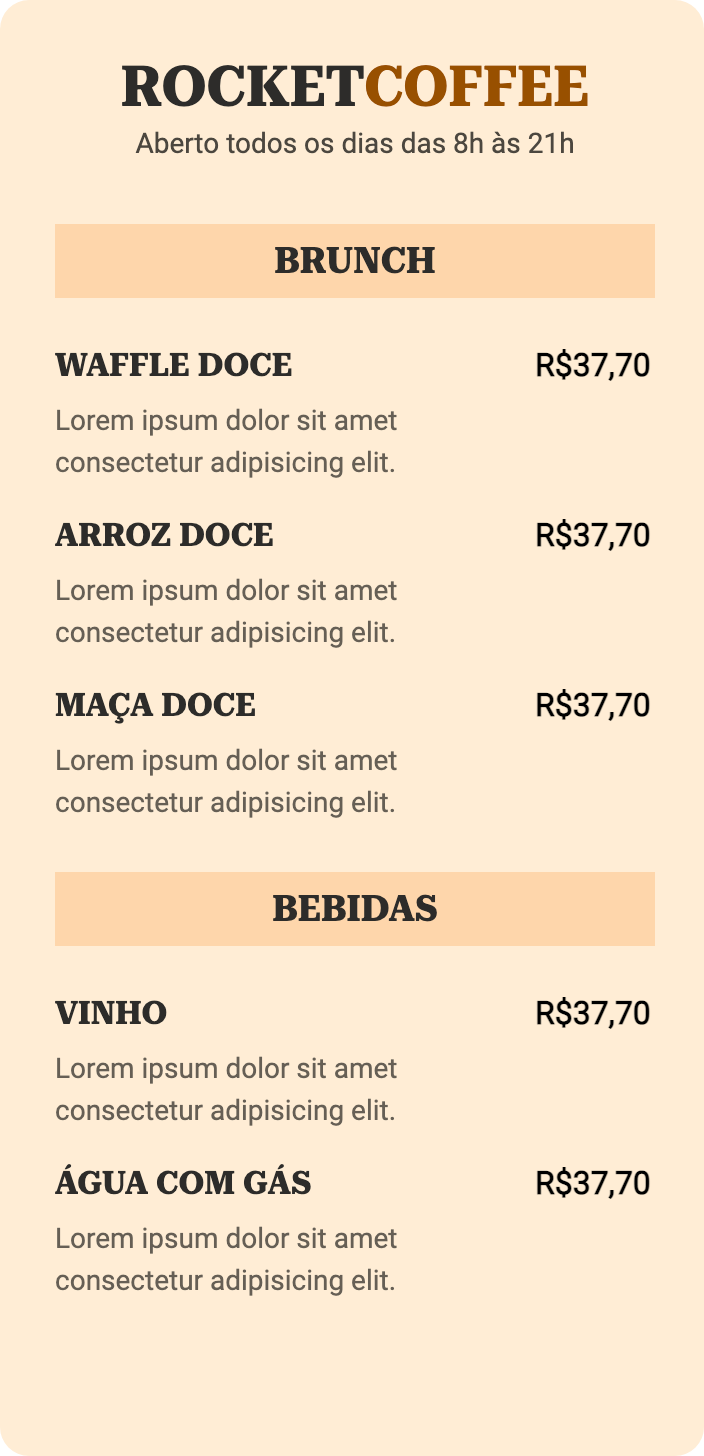 ROCKETCOFFEE
Aberto todos os dias das 8h às 21h
BRUNCH
WAFFLE DOCE R$37,70
Lorem ipsum dolor sit amet
consectetur adipisicing elit.
ARROZ DOCE R$37,70
Lorem ipsum dolor sit amet
consectetur adipisicing elit.
MAÇA DOCE R$37,70
Lorem ipsum dolor sit amet
consectetur adipisicing elit.
BEBIDAS
VINHO R$37,70
Lorem ipsum dolor sit amet
consectetur adipisicing elit.
ÁGUA COM GÁS R$37,70
Lorem ipsum dolor sit amet
consectetur adipisicing elit.